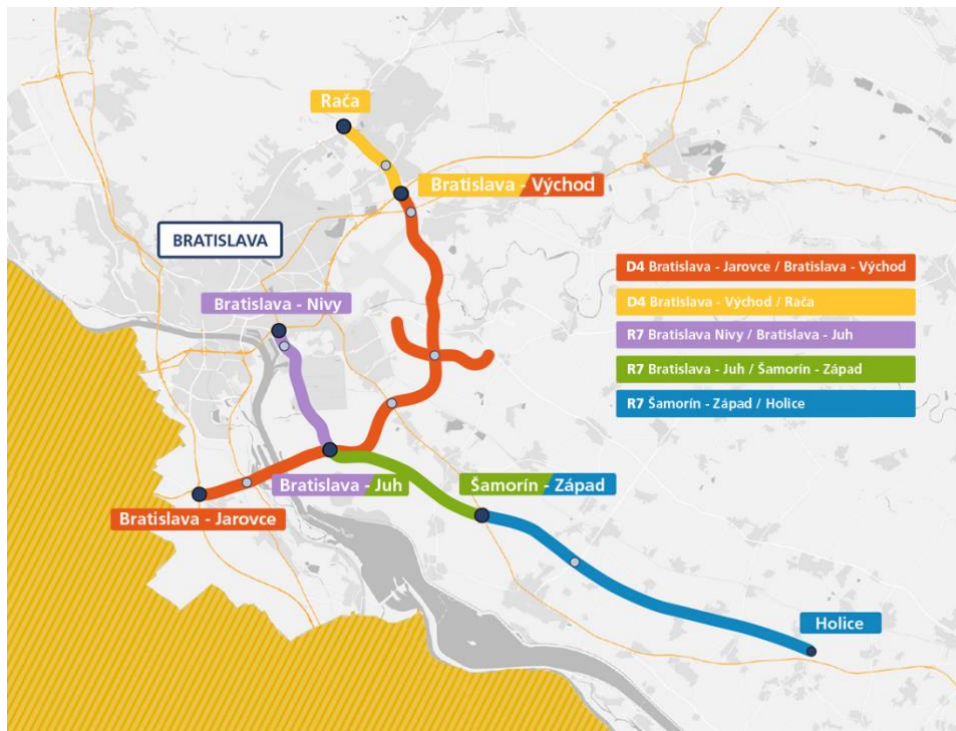 Rača
Bratislava - Východ
BRATISLAVA
Bratislava - Nivy
D4 Bratislava - Jarovce / Bratislava - Východ
D4 Bratislava - Východ / Rača
R7 Bratislava Nivy / Bratislava - Juh
R7 Bratislava - Juh / Šamorín - Západ
R7 Šamorín - Západ / Holice
Bratislava - Juh
Šamorín - Západ
Bratislava - Jarovce
Holice